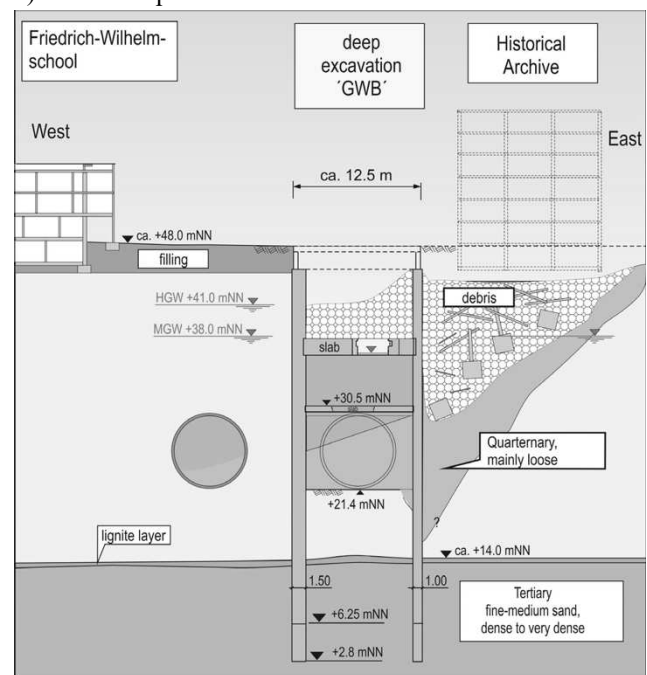 Friedrich-Wilhelm-
school
deep
excavation
´GWB´
Historical
Archive
West
East
ca. 12.5 m
ca. +48.0 mNN
filling
HGW +41.0 mNN
MGW +38.0 mNN
debris
slab
+30.5 mNN
Quarternary,
mainly loose
+21.4 mNN
?
lignite layer
ca. +14.0 mNN
1.50
1.00
Tertiary
fine-medium sand,
dense to very dense
+6.25 mNN
+2.8 mNN